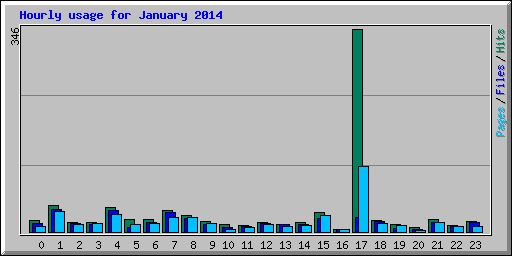 Hourly usage for January 2014
346
Pages/Files/Hits
0 1 2 3 4 5 6 7 8 9 10 11 12 13 14 15 16 17 18 19 20 21 22 23